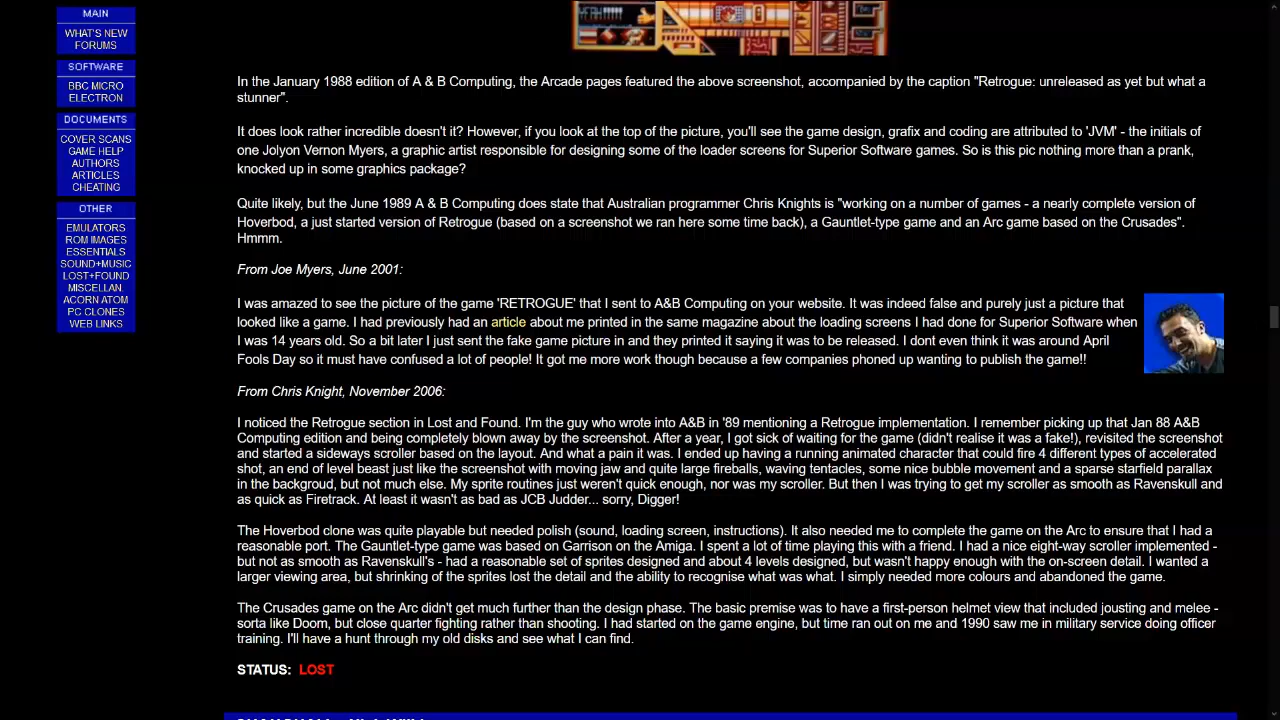 MAIN
WHAT'S NEW
FORUMS
SOFTWARE
BBC MICRO
ELECTRON
DOCUMENTS
COVER SCANS
GAME HELP
AUTHORS
ARTICLES
CHEATING
OTHER
EMULATORS
ROM IMAGES
ESSENTIALS
SOUND+MUSIC
LOST+FOUND
MISCELLAN.
ACORN ATOM
PC CLONES
WEB LINKS
In the January 1988 edition of A & B Computing, the Arcade pages featured the above screenshot, accompanied by the caption "Retrogue: unreleased as yet but what a
stunner".
It does look rather incredible doesn't it? However, if you look at the top of the picture, you'll see the game design, grafix and coding are attributed to 'JVM' - the initials of
one Jolyon Vernon Myers, a graphic artist responsible for designing some of the loader screens for Superior Software games. So is this pic nothing more than a prank,
knocked up in some graphics package?
Quite likely, but the June 1989 A & B Computing does state that Australian programmer Chris Knights is "working on a number of games - a nearly complete version of
Hoverbod, a just started version of Retrogue (based on a screenshot we ran here some time back), a Gauntlet-type game and an Arc game based on the Crusades".
Hmmm.
From Joe Myers, June 2001:
I was amazed to see the picture of the game 'RETROGUE' that I sent to A&B Computing on your website. It was indeed false and purely just a picture that
looked like a game. I had previously had an article about me printed in the same magazine about the loading screens I had done for Superior Software when
I was 14 years old. So a bit later I just sent the fake game picture in and they printed it saying it was to be released. I dont even think it was around April
Fools Day so it must have confused a lot of people! It got me more work though because a few companies phoned up wanting to publish the game!!
From Chris Knight, November 2006:
I noticed the Retrogue section in Lost and Found. I'm the guy who wrote into A&B in '89 mentioning a Retrogue implementation. I remember picking up that Jan 88 A&B
Computing edition and being completely blown away by the screenshot. After a year, I got sick of waiting for the game (didn't realise it was a fake!), revisited the screenshot
and started a sideways scroller based on the layout. And what a pain it was. I ended up having a running animated character that could fire 4 different types of accelerated
shot, an end of level beast just like the screenshot with moving jaw and quite large fireballs, waving tentacles, some nice bubble movement and a sparse starfield parallax
in the backgroud, but not much else. My sprite routines just weren't quick enough, nor was my scroller. But then I was trying to get my scroller as smooth as Ravenskull and
as quick as Firetrack. At least it wasn't as bad as JCB Judder... sorry, Digger!
The Hoverbod clone was quite playable but needed polish (sound, loading screen, instructions). It also needed me to complete the game on the Arc to ensure that I had a
reasonable port. The Gauntlet-type game was based on Garrison on the Amiga. I spent a lot of time playing this with a friend. I had a nice eight-way scroller implemented -
but not as smooth as Ravenskull's - had a reasonable set of sprites designed and about 4 levels designed, but wasn't happy enough with the on-screen detail. I wanted a
larger viewing area, but shrinking of the sprites lost the detail and the ability to recognise what was what. I simply needed more colours and abandoned the game.
The Crusades game on the Arc didn't get much further than the design phase. The basic premise was to have a first-person helmet view that included jousting and melee -
sorta like Doom, but close quarter fighting rather than shooting. I had started on the game engine, but time ran out on me and 1990 saw me in military service doing officer
training. I'll have a hunt through my old disks and see what I can find.
STATUS: LOST